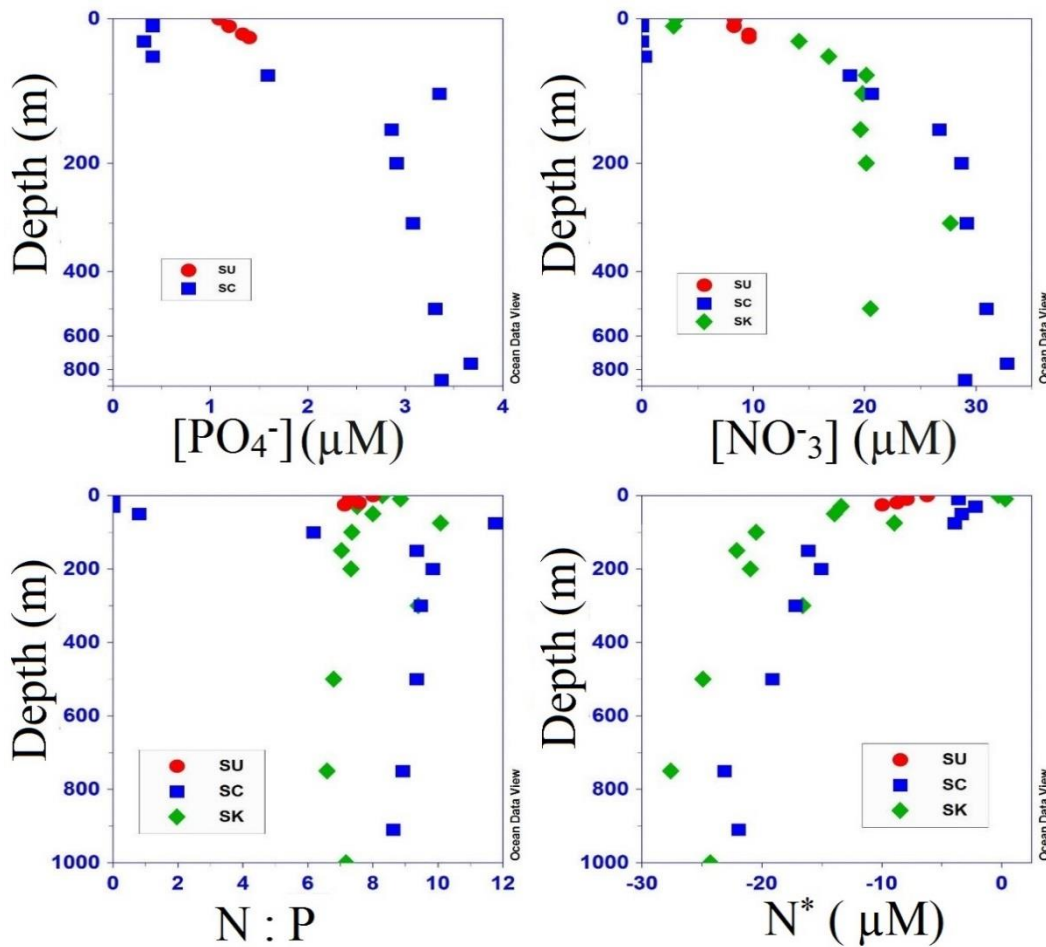 Depth (m)
0
200
400
600
800
SU
SC
0
1
2
3
4
[PO₄⁻] (µM)
Ocean Data View
Depth (m)
0
200
400
600
800
SU
SC
SK
0
10
20
30
[NO⁻₃] (µM)
Ocean Data View
Depth (m)
0
200
400
600
800
1000
SU
SC
SK
0
2
4
6
8
10
12
N : P
Ocean Data View
Depth (m)
0
200
400
600
800
1000
SU
SC
SK
-30
-20
-10
0
N* ( µM)
Ocean Data View